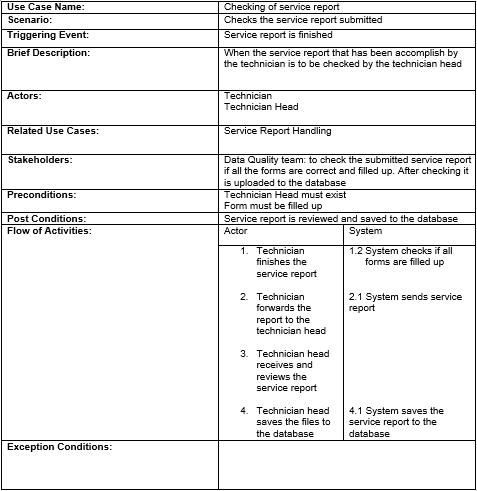 Use Case Name: Checking of service report
Scenario: Checks the service report submitted
Triggering Event: Service report is finished
Brief Description: When the service report that has been accomplish by
the technician is to be checked by the technician head
Actors: Technician
Technician Head
Related Use Cases: Service Report Handling
Stakeholders: Data Quality team: to check the submitted service report
if all the forms are correct and filled up. After checking it
is uploaded to the database
Preconditions: Technician Head must exist
Form must be filled up
Post Conditions: Service report is reviewed and saved to the database
Flow of Activities: Actor System
1. Technician 1.2 System checks if all
finishes the forms are filled up
service report
2. Technician 2.1 System sends service
forwards the report
report to the
technician head
3. Technician head
receives and
reviews the
service report
4. Technician head 4.1 System saves the
saves the files to service report to the
the database database
Exception Conditions: